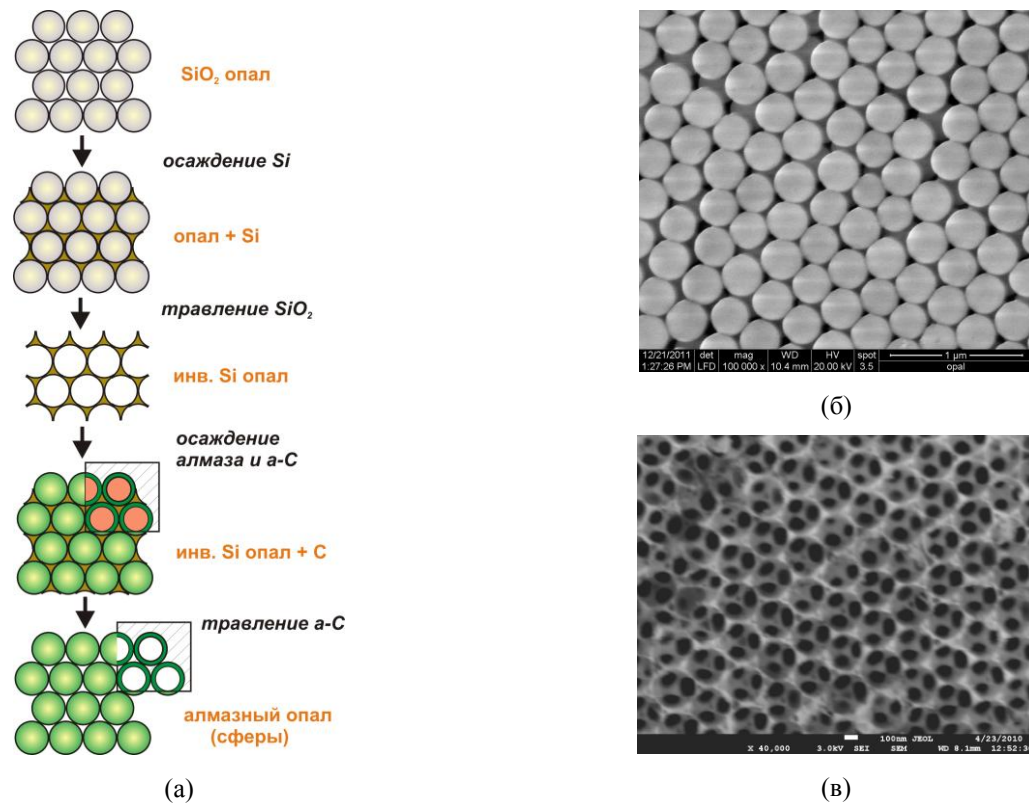 SiO₂ опал
осаждение Si
опал + Si
травление SiO₂
инв. Si опал
осаждение
алмаза и a-C
инв. Si опал + C
травление a-C
алмазный опал
(сферы)
(а)
12/21/2011 det mag WD HV spot 1 µm
1:27:26 PM LFD 100 000 x 10.4 mm 20.00 kV 3.5 opal
(б)
100nm JEOL 4/23/2010
X 40,000 3.0kV SEI SEM WD 8.1mm 12:52:3
(в)